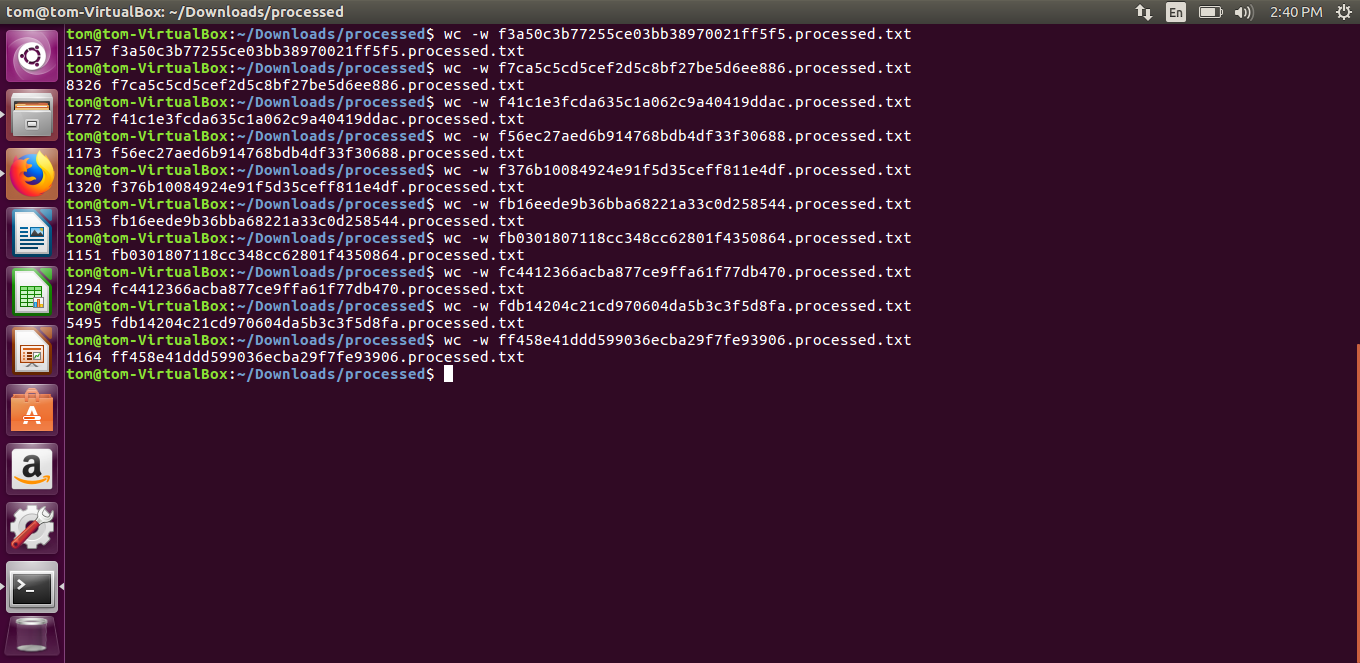 tom@tom-VirtualBox: ~/Downloads/processed
En
2:40 PM
tom@tom-VirtualBox:~/Downloads/processed$ wc -w f3a50c3b77255ce03bb38970021ff5f5.processed.txt
1157 f3a50c3b77255ce03bb38970021ff5f5.processed.txt
tom@tom-VirtualBox:~/Downloads/processed$ wc -w f7ca5c5cd5cef2d5c8bf27be5d6ee886.processed.txt
8326 f7ca5c5cd5cef2d5c8bf27be5d6ee886.processed.txt
tom@tom-VirtualBox:~/Downloads/processed$ wc -w f41c1e3fcda635c1a062c9a40419ddac.processed.txt
1772 f41c1e3fcda635c1a062c9a40419ddac.processed.txt
tom@tom-VirtualBox:~/Downloads/processed$ wc -w f56ec27aed6b914768bdb4df33f30688.processed.txt
1173 f56ec27aed6b914768bdb4df33f30688.processed.txt
tom@tom-VirtualBox:~/Downloads/processed$ wc -w f376b10084924e91f5d35ceff811e4df.processed.txt
1320 f376b10084924e91f5d35ceff811e4df.processed.txt
tom@tom-VirtualBox:~/Downloads/processed$ wc -w fb16eede9b36bba68221a33c0d258544.processed.txt
1153 fb16eede9b36bba68221a33c0d258544.processed.txt
tom@tom-VirtualBox:~/Downloads/processed$ wc -w fb0301807118cc348cc62801f4350864.processed.txt
1151 fb0301807118cc348cc62801f4350864.processed.txt
tom@tom-VirtualBox:~/Downloads/processed$ wc -w fc4412366acba877ce9ffa61f77db470.processed.txt
1294 fc4412366acba877ce9ffa61f77db470.processed.txt
tom@tom-VirtualBox:~/Downloads/processed$ wc -w fdb14204c21cd970604da5b3c3f5d8fa.processed.txt
5495 fdb14204c21cd970604da5b3c3f5d8fa.processed.txt
tom@tom-VirtualBox:~/Downloads/processed$ wc -w ff458e41ddd599036ecba29f7fe93906.processed.txt
1164 ff458e41ddd599036ecba29f7fe93906.processed.txt
tom@tom-VirtualBox:~/Downloads/processed$